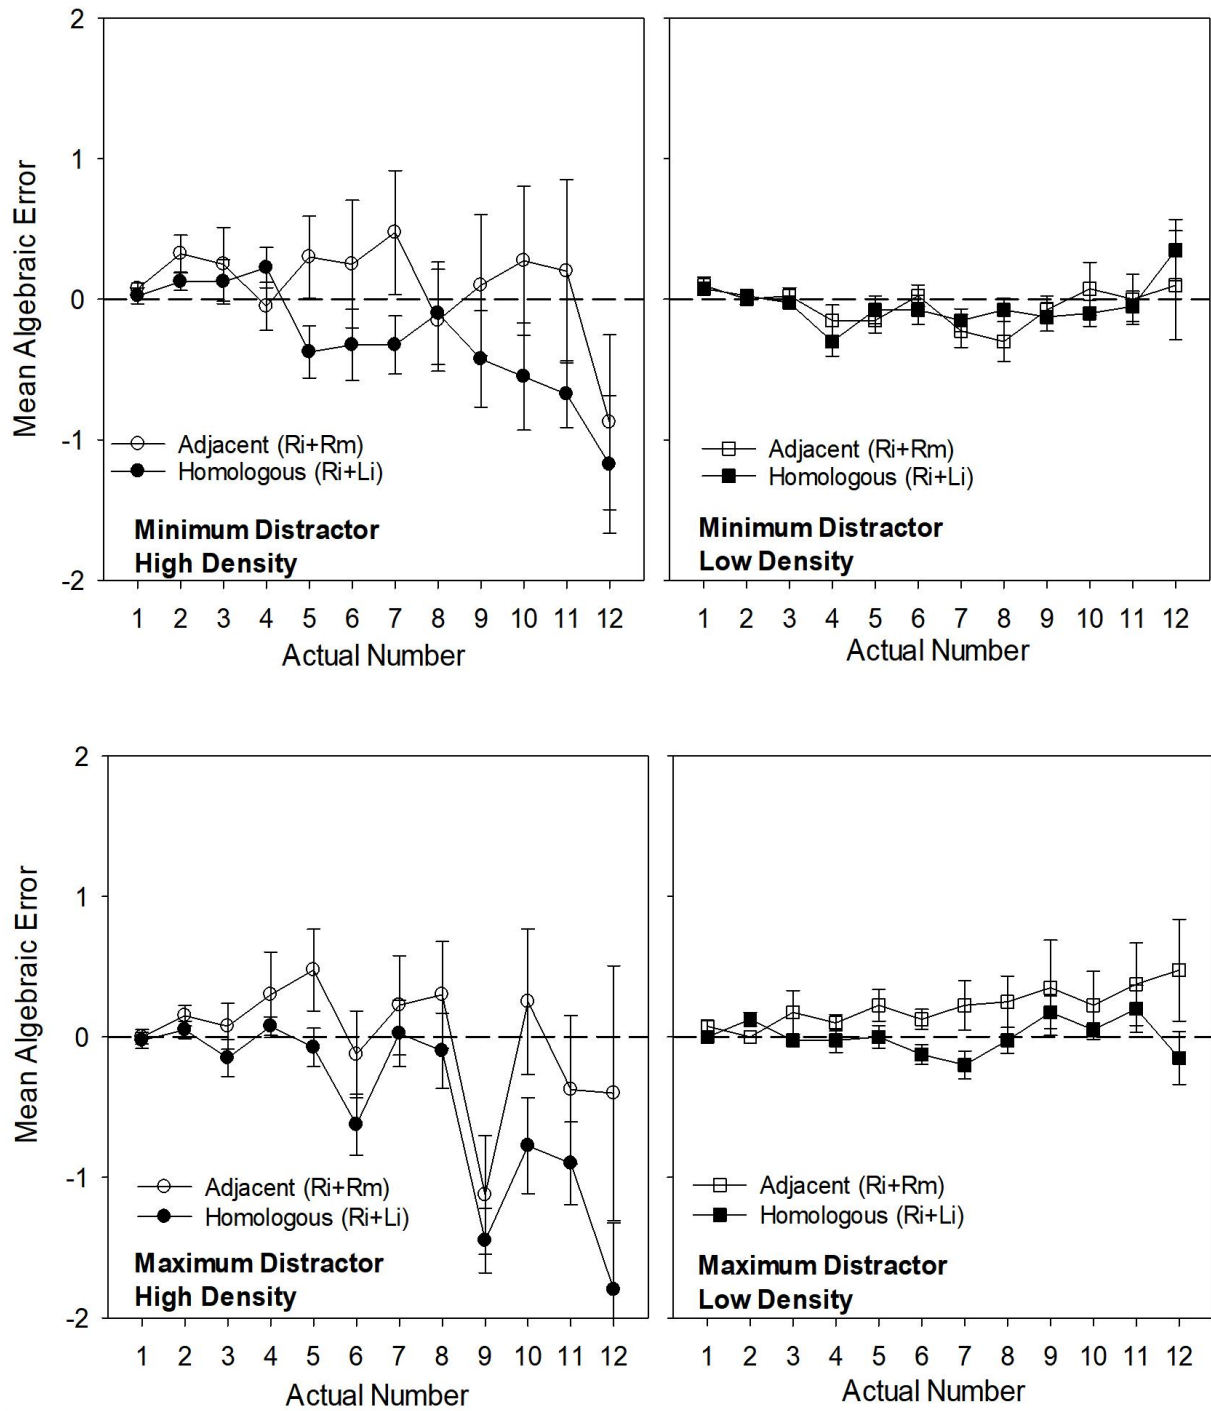 2
1
0
-1
-2
Mean Algebraic Error
Adjacent (Ri+Rm)
Homologous (Ri+Li)
Minimum Distractor
High Density
1 2 3 4 5 6 7 8 9 10 11 12
Actual Number
Adjacent (Ri+Rm)
Homologous (Ri+Li)
Minimum Distractor
Low Density
1 2 3 4 5 6 7 8 9 10 11 12
Actual Number
2
1
0
-1
-2
Mean Algebraic Error
Adjacent (Ri+Rm)
Homologous (Ri+Li)
Maximum Distractor
High Density
1 2 3 4 5 6 7 8 9 10 11 12
Actual Number
Adjacent (Ri+Rm)
Homologous (Ri+Li)
Maximum Distractor
Low Density
1 2 3 4 5 6 7 8 9 10 11 12
Actual Number